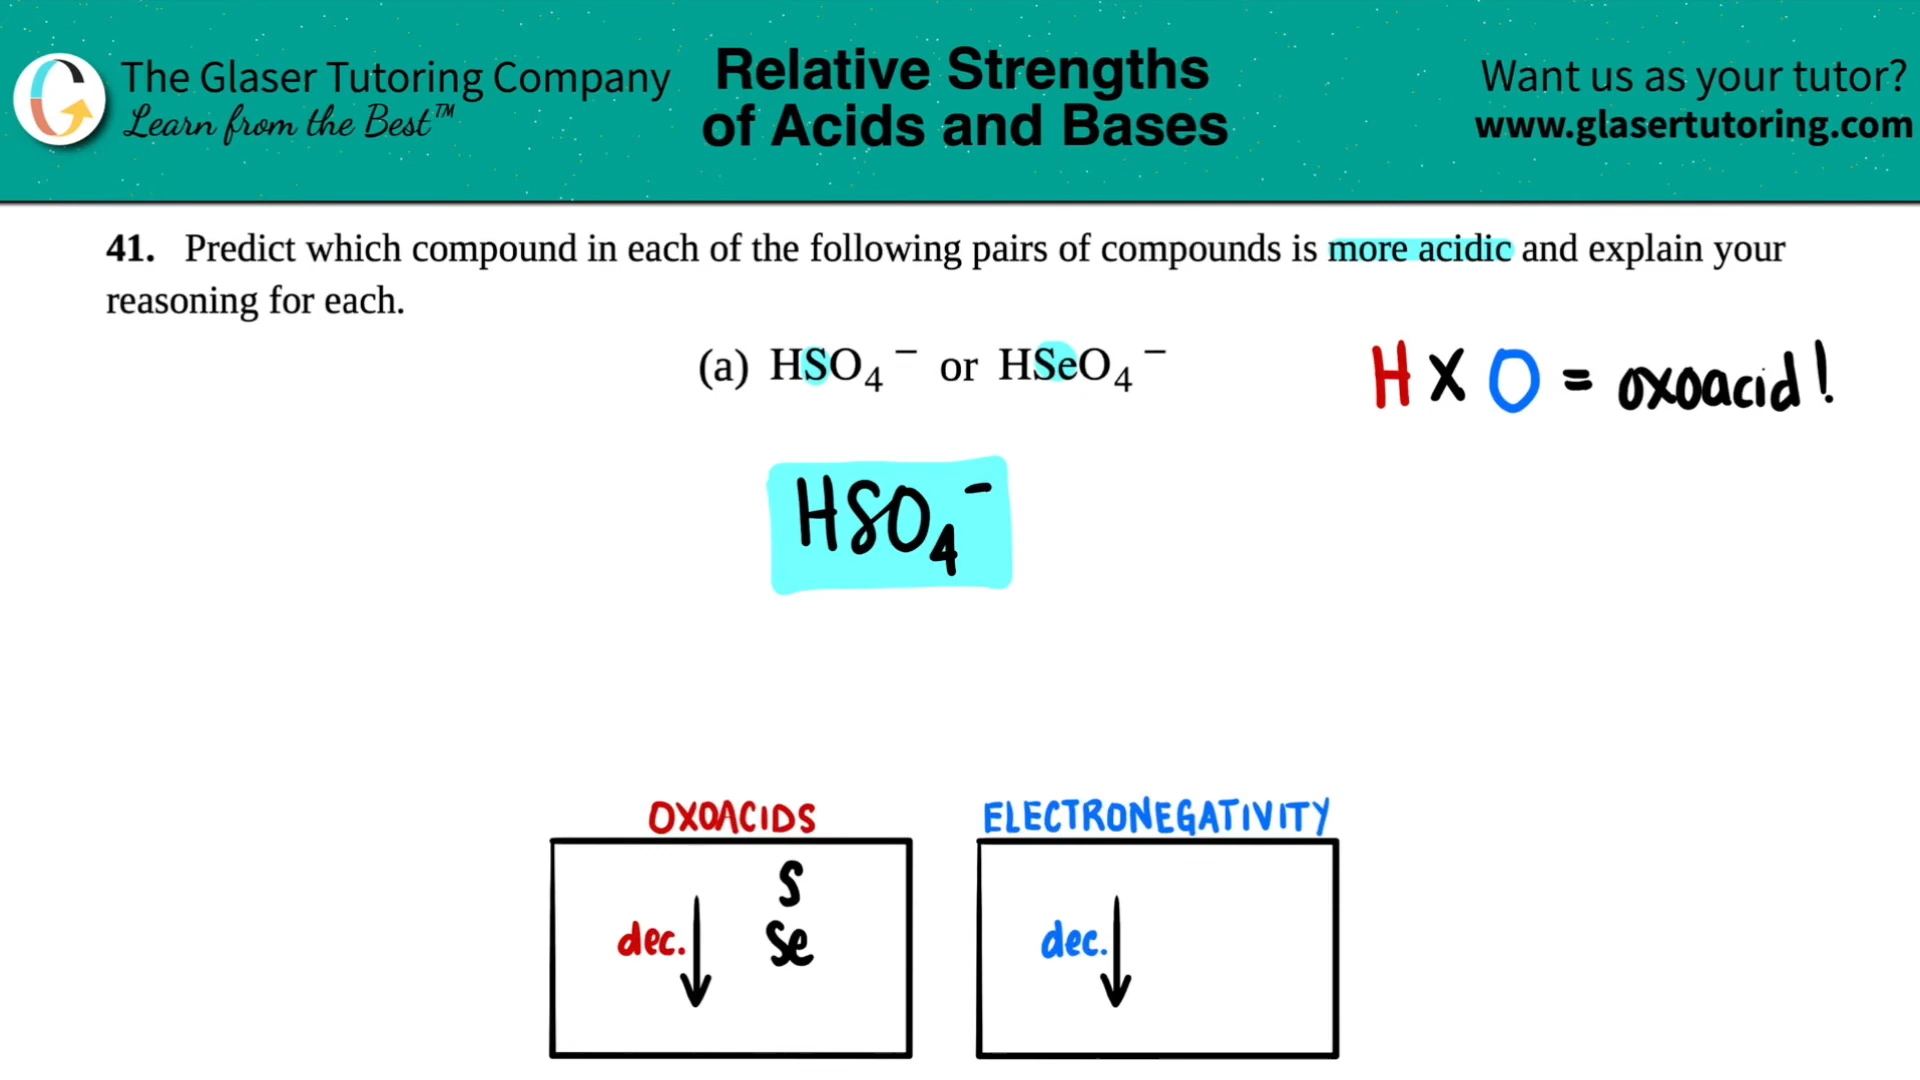 The Glaser Tutoring Company
Learn from the Best™
Relative Strengths
of Acids and Bases
Want us as your tutor?
www.glasertutoring.com
41. Predict which compound in each of the following pairs of compounds is more acidic and explain your
reasoning for each.
(a) HSO₄⁻ or HSeO₄⁻
H X O = oxoacid!
HSO₄⁻
OXOACIDS
S
dec. Se
ELECTRONEGATIVITY
dec.